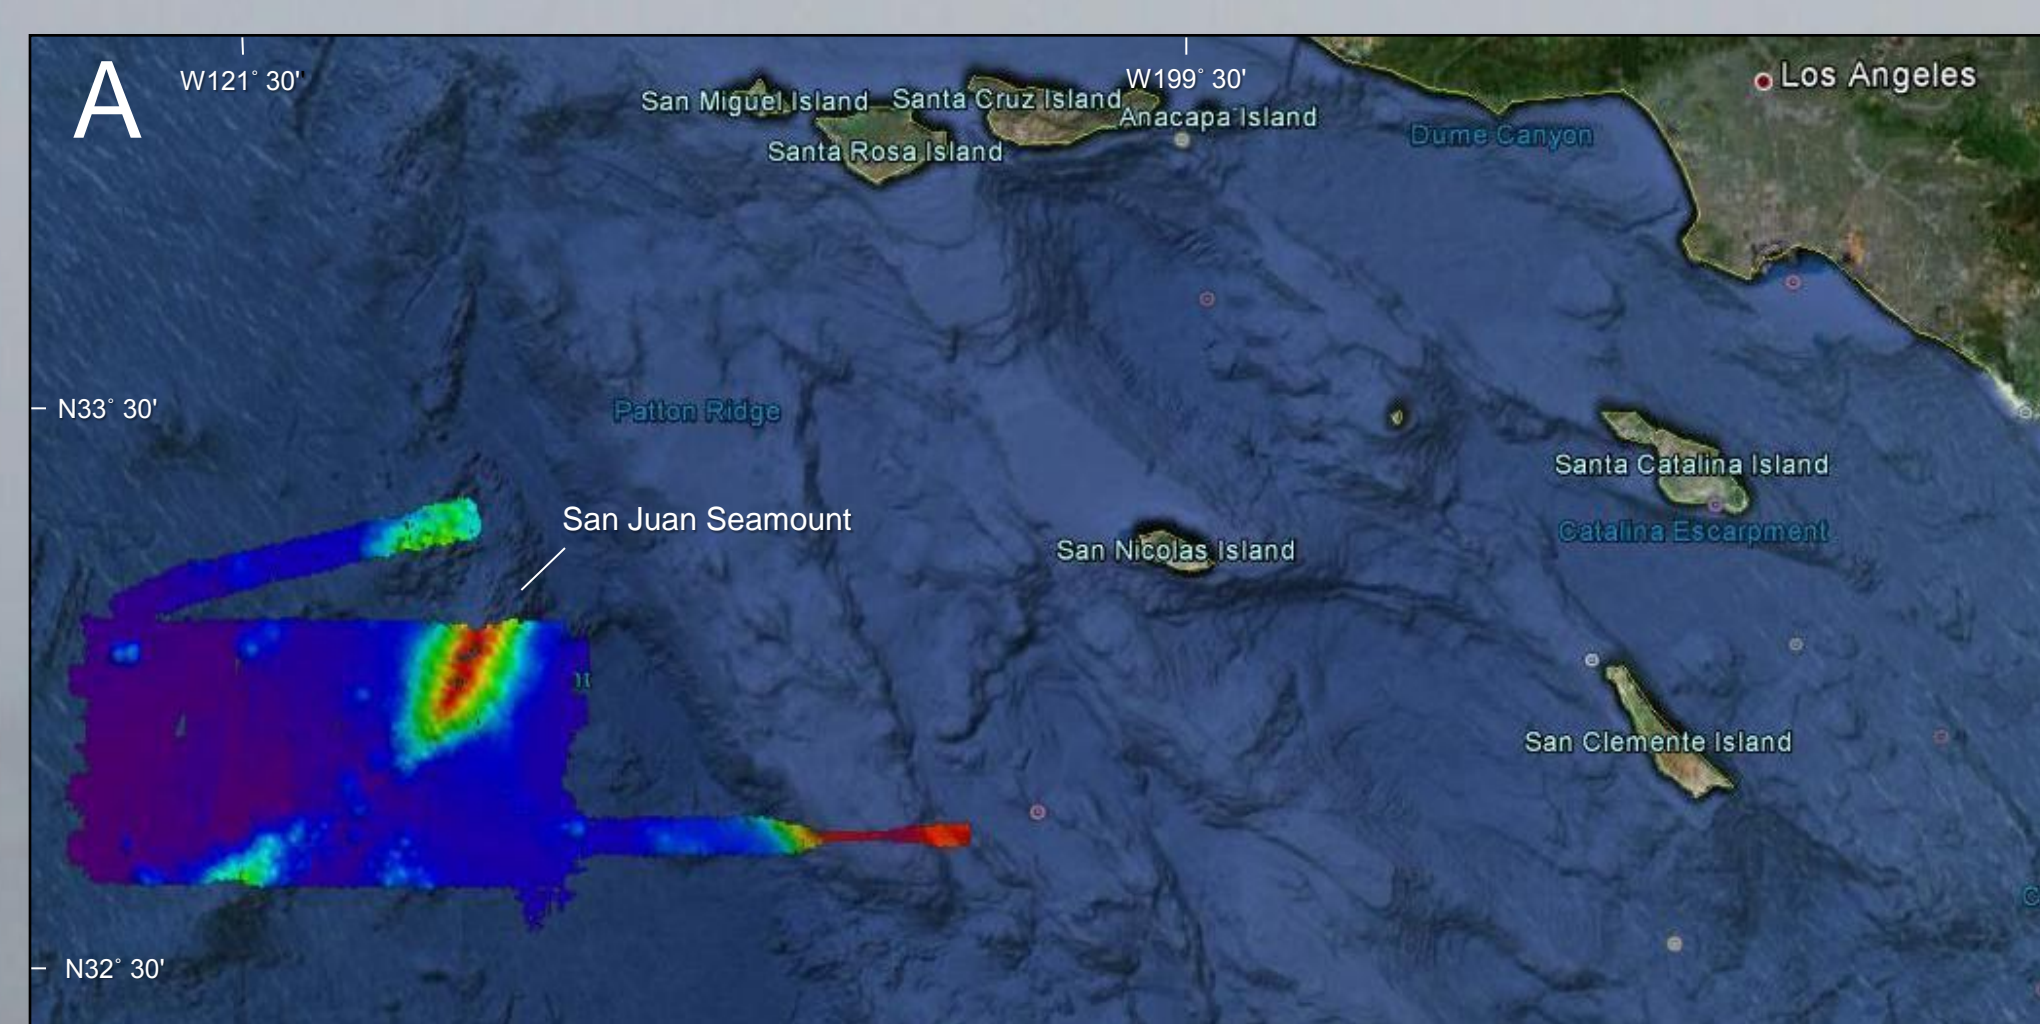 A
W121° 30'
W199° 30'
Los Angeles
San Miguel Island
Santa Cruz Island
Anacapa Island
Dume Canyon
Santa Rosa Island
N33° 30'
Patton Ridge
Santa Catalina Island
San Juan Seamount
Catalina Escarpment
San Nicolas Island
San Clemente Island
N32° 30'